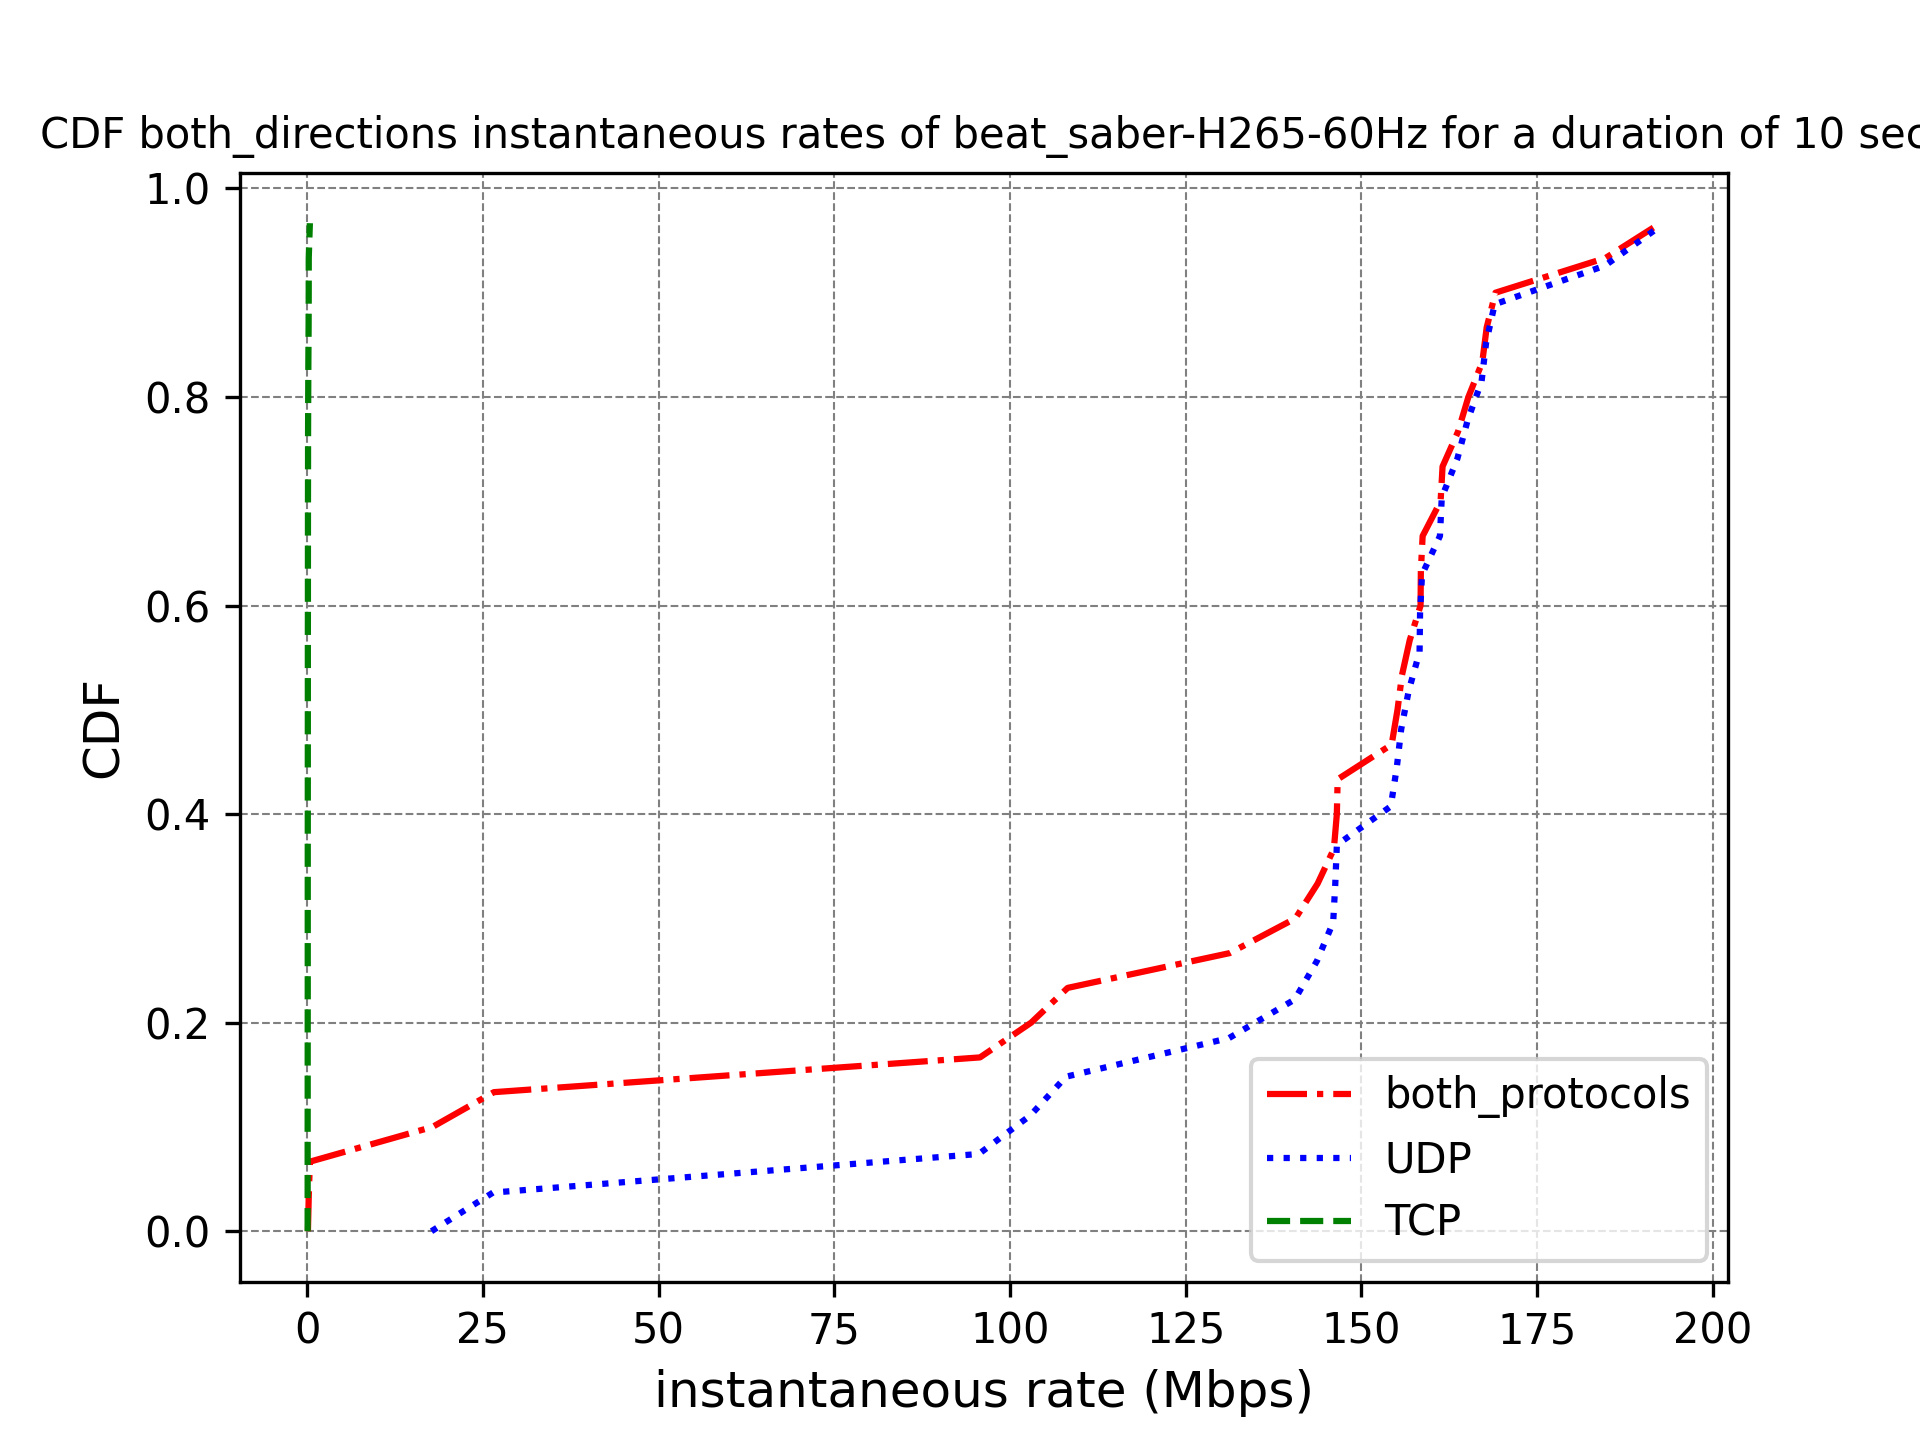 CDF both_directions instantaneous rates of beat_saber-H265-60Hz for a duration of 10 sec
1.0
0.8
0.6
0.4
0.2
0.0
CDF
0 25 50 75 100 125 150 175 200
instantaneous rate (Mbps)
both_protocols
UDP
TCP